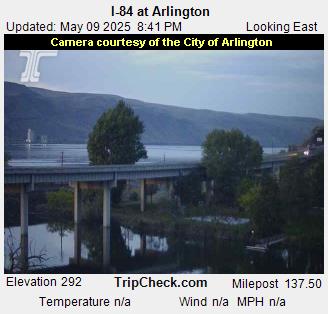 I-84 at Arlington
Updated: May 09 2025 8:41 PM Looking East
Camera courtesy of the City of Arlington
Elevation 292 TripCheck.com Milepost 137.50
Temperature n/a Wind n/a MPH n/a